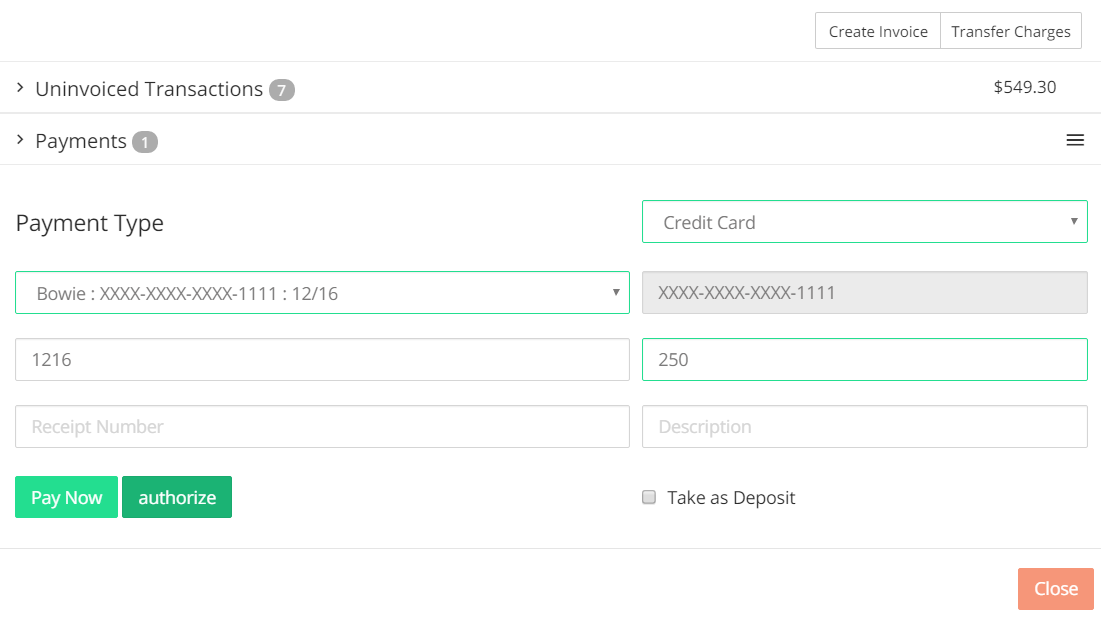 Create Invoice Transfer Charges
Uninvoiced Transactions 7 $549.30
Payments 1
Payment Type Credit Card
Bowie : XXXX-XXXX-XXXX-1111 : 12/16 XXXX-XXXX-XXXX-1111
1216 250
Receipt Number Description
Pay Now authorize Take as Deposit
Close